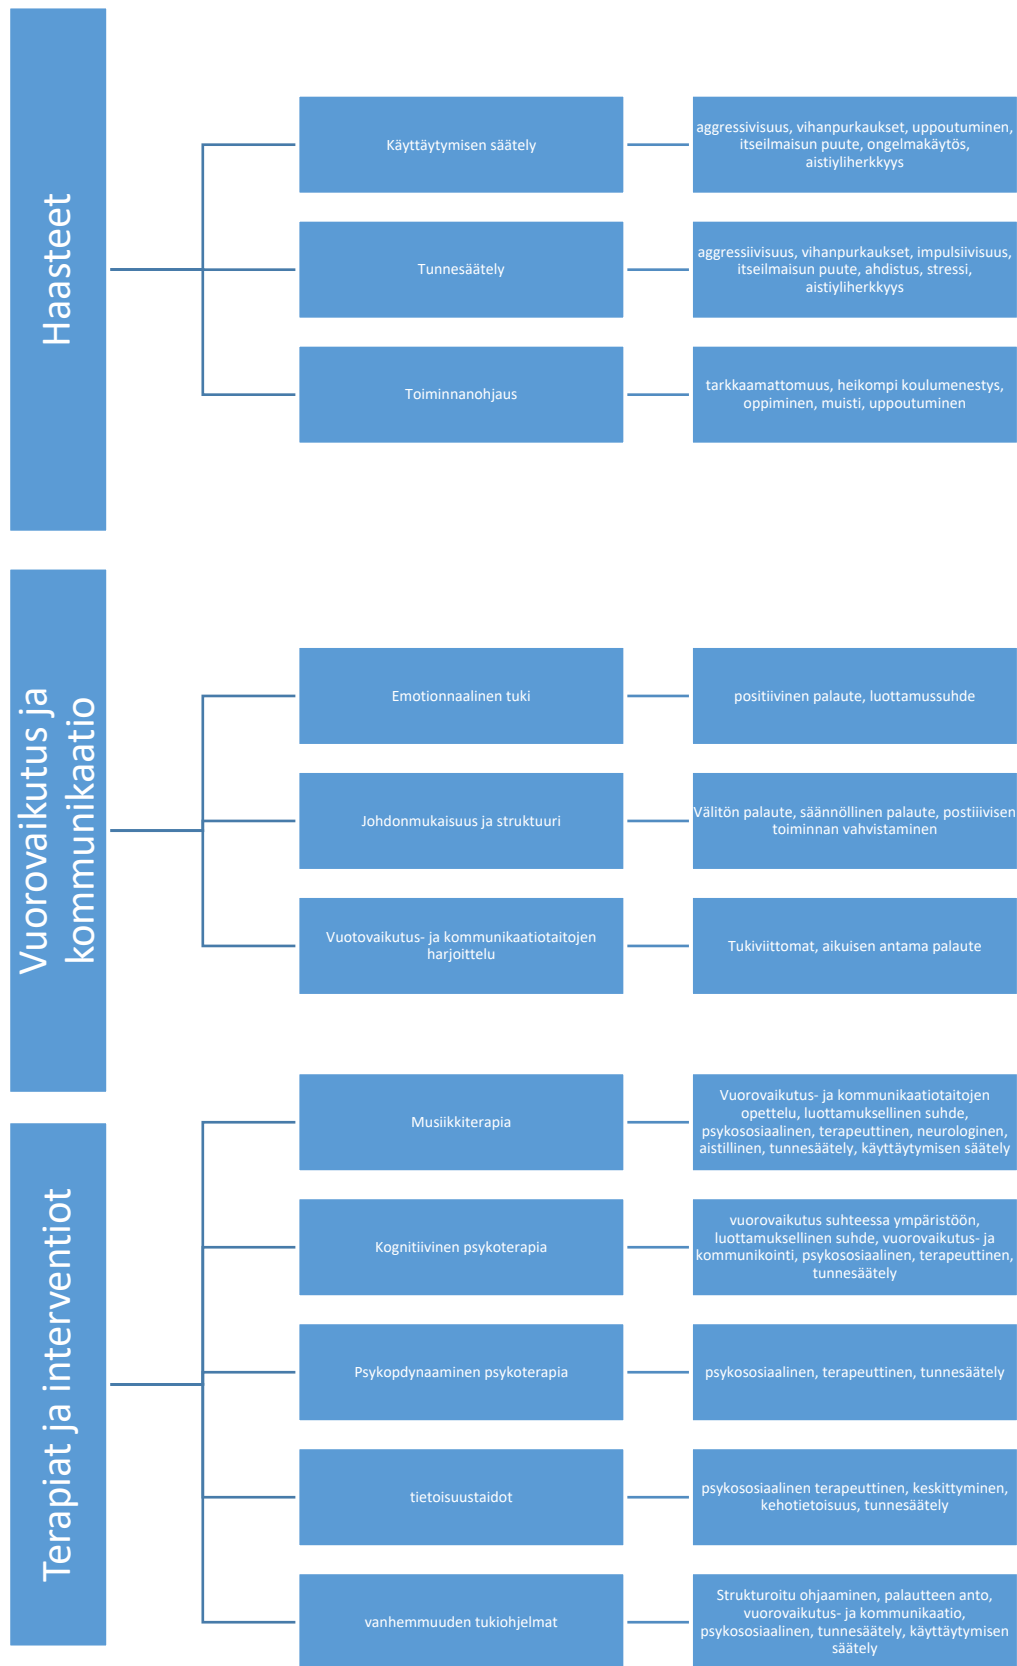 Haasteet
Käyttäytymisen säätely
aggressivisuus, vihanpurkaukset, uppoutuminen,
itseilmaisun puute, ongelmakäytös,
aistiyliherkkyys
Tunnesäätely
aggressiivisuus, vihanpurkaukset, impulsiivisuus,
itseilmaisun puute, ahdistus, stressi,
aistiyliherkkyys
Toiminnanohjaus
tarkkaamattomuus, heikompi koulumenestys,
oppiminen, muisti, uppoutuminen
Vuorovaikutus ja
kommunikaatio
Emotionnaalinen tuki
positiivinen palaute, luottamussuhde
Johdonmukaisuus ja struktuuri
Välitön palaute, säännöllinen palaute, postiiivisen
toiminnan vahvistaminen
Vuotovaikutus- ja kommunikaatiotaitojen
harjoittelu
Tukiviittomat, aikuisen antama palaute
Terapiat ja interventiot
Musiikkiterapia
Vuorovaikutus- ja kommunikaatiotaitojen
opettelu, luottamuksellinen suhde,
psykososiaalinen, terapeuttinen, neurologinen,
aistillinen, tunnesäätely, käyttäytymisen säätely
Kognitiivinen psykoterapia
vuorovaikutus suhteessa ympäristöön,
luottamuksellinen suhde, vuorovaikutus- ja
kommunikointi, psykososiaalinen, terapeuttinen,
tunnesäätely
Psykopdynaaminen psykoterapia
psykososiaalinen, terapeuttinen, tunnesäätely
tietoisuustaidot
psykososiaalinen terapeuttinen, keskittyminen,
kehotietoisuus, tunnesäätely
vanhemmuuden tukiohjelmat
Strukturoitu ohjaaminen, palautteen anto,
vuorovaikutus- ja kommunikaatio,
psykososiaalinen, tunnesäätely, käyttäytymisen
säätely